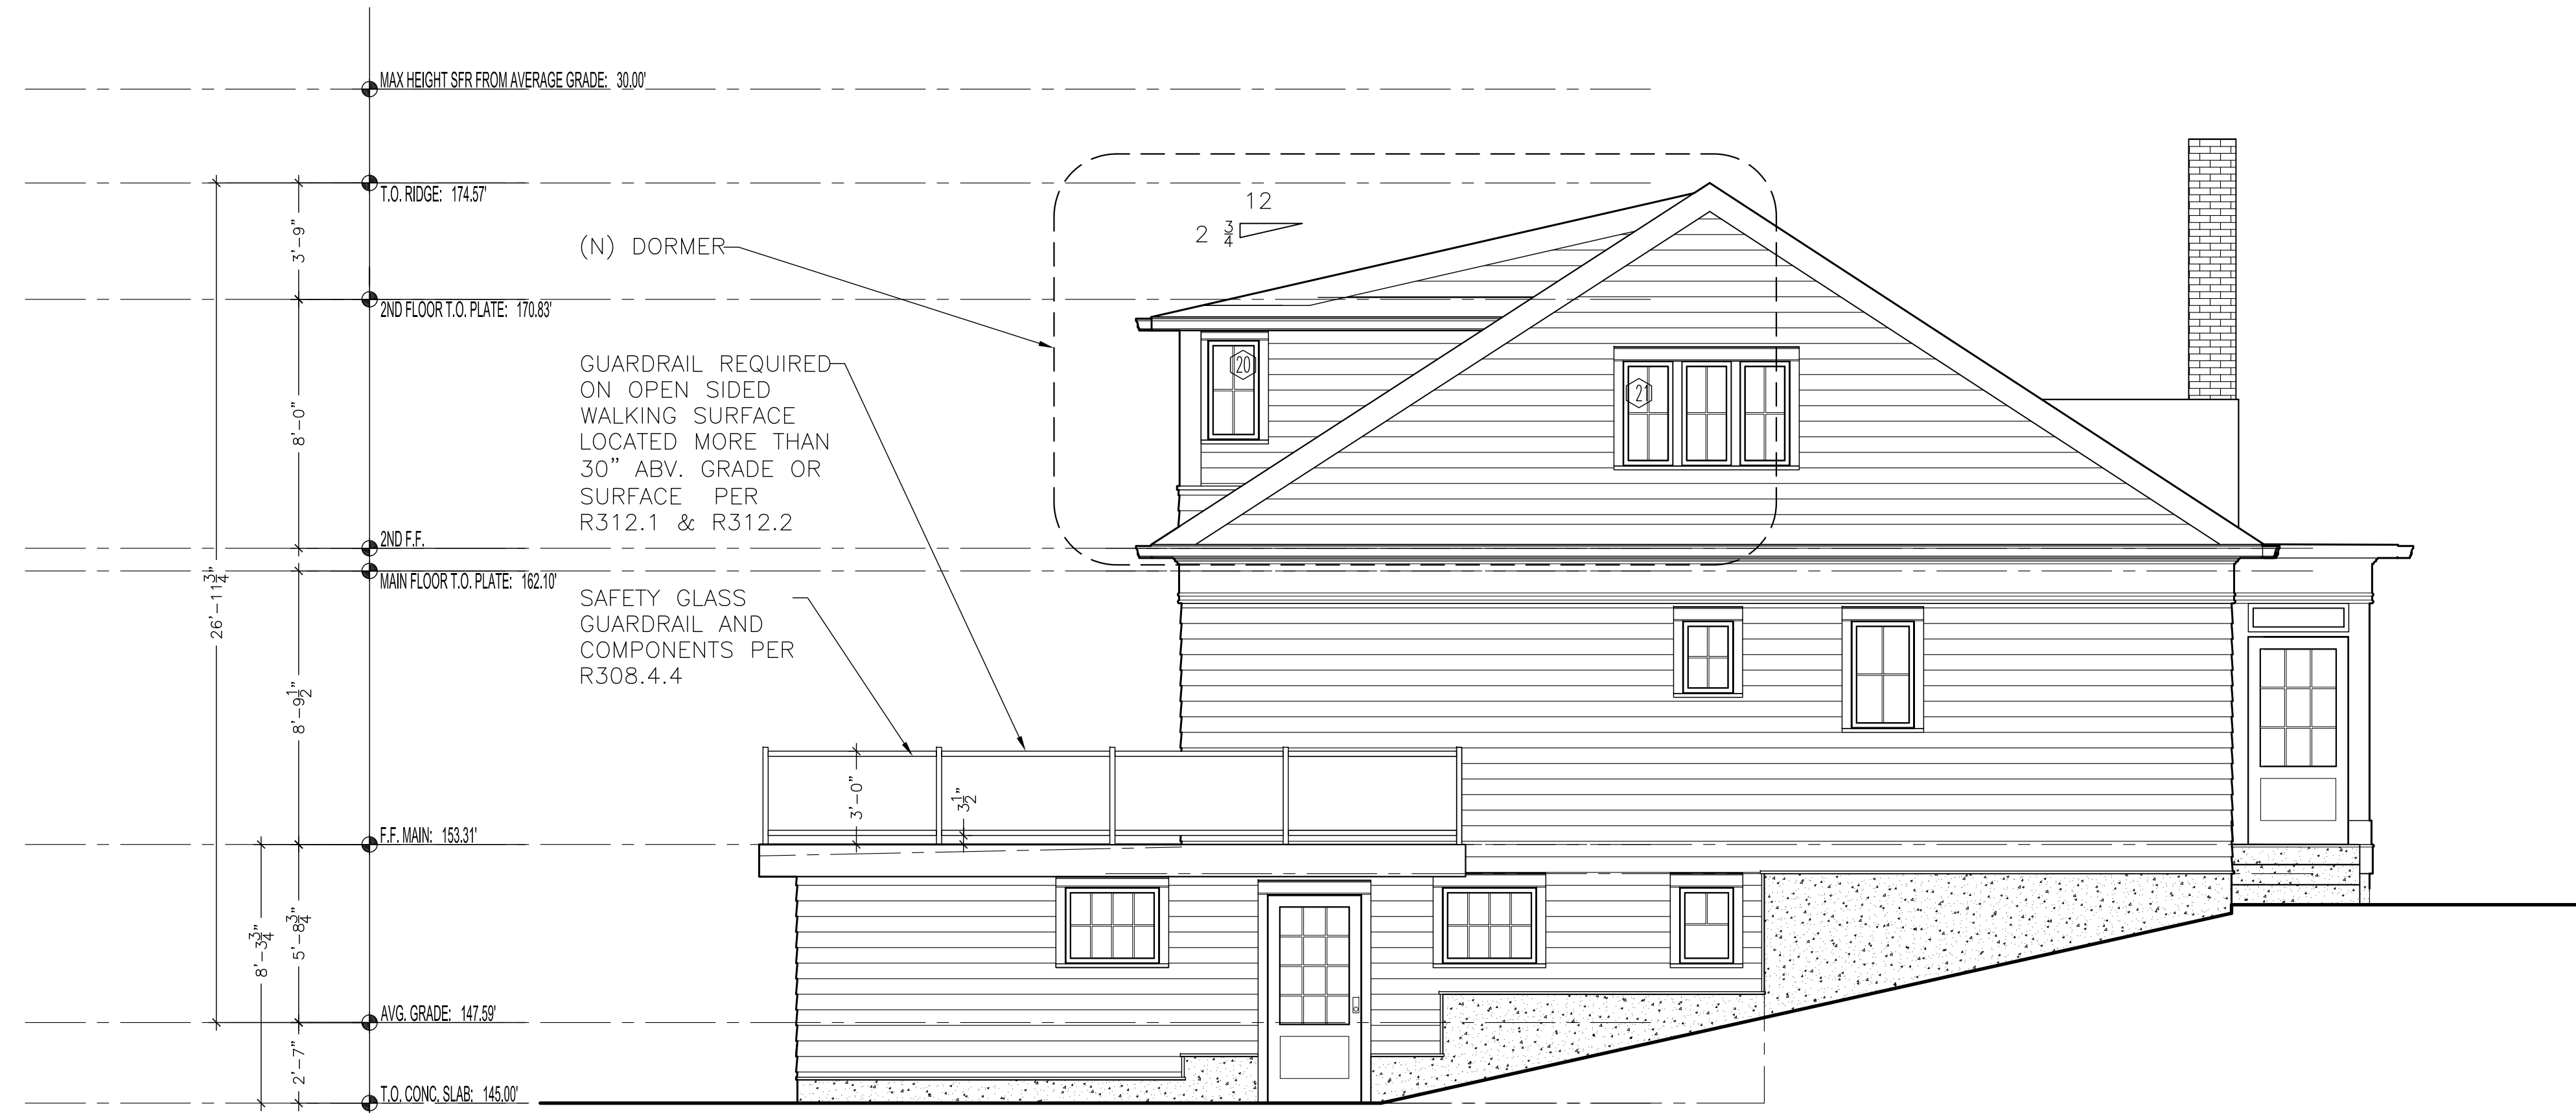 MAX HEIGHT SFR FROM AVERAGE GRADE: 30.00'
T.O. RIDGE: 174.57'
3'-9"
12
2 3/4
(N) DORMER
2ND FLOOR T.O. PLATE: 170.83'
8'-0"
GUARDRAIL REQUIRED
ON OPEN SIDED
WALKING SURFACE
LOCATED MORE THAN
30" ABV. GRADE OR
SURFACE PER
R312.1 & R312.2
20
21
2ND F.F.
MAIN FLOOR T.O. PLATE: 162.10'
26'-11 3/4"
SAFETY GLASS
GUARDRAIL AND
COMPONENTS PER
R308.4.4
8'-9 1/2"
3'-0"
3 1/2"
F.F. MAIN: 153.31'
8'-3 3/4"
5'-8 3/4"
AVG. GRADE: 147.59'
2'-7"
T.O. CONC. SLAB: 145.00'